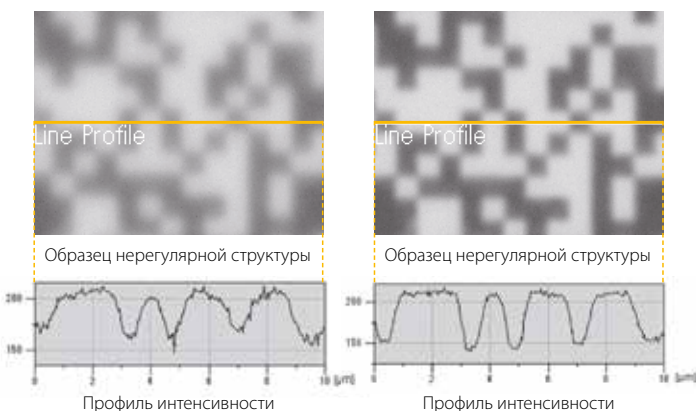 Line Profile
Line Profile
Образец нерегулярной структуры
Образец нерегулярной структуры
200
150
0 2 4 6 8 10 [µm]
200
150
0 2 4 6 8 10 [µm]
Профиль интенсивности
Профиль интенсивности